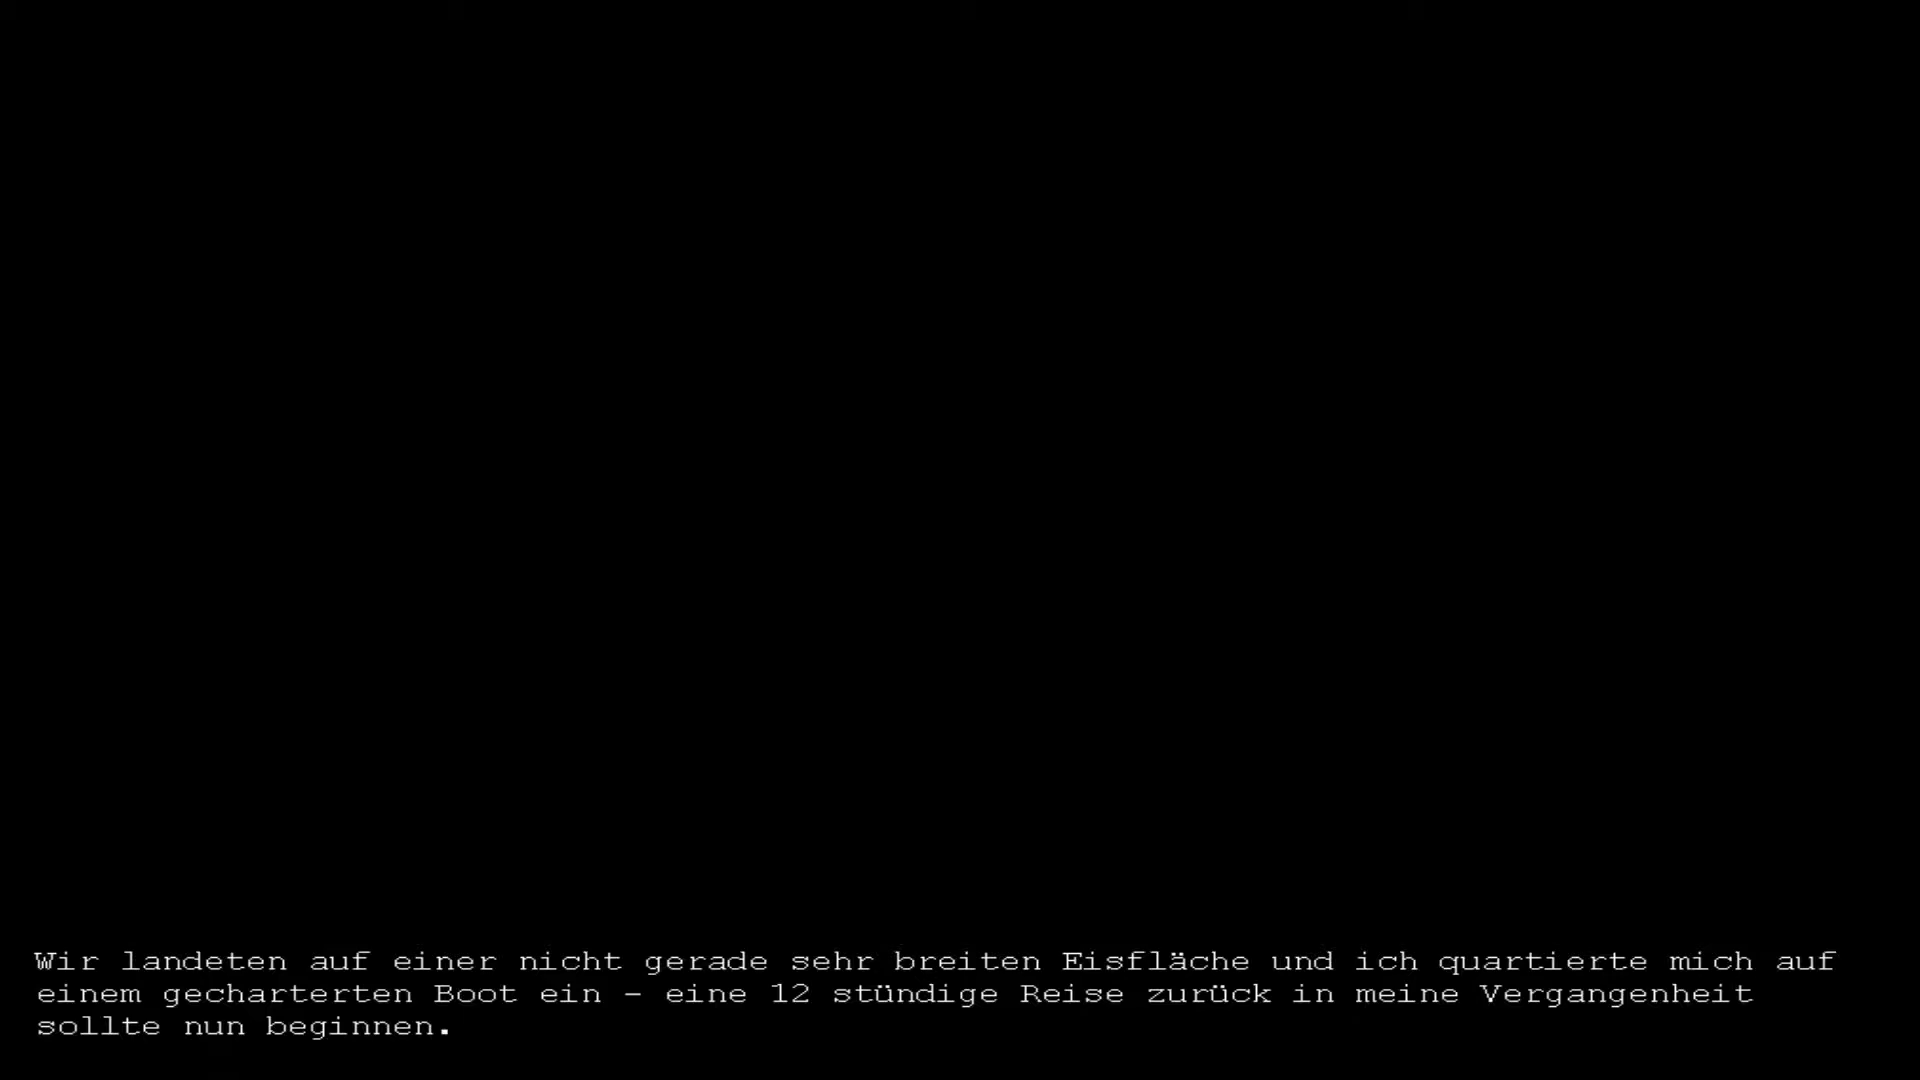 Wir landeten auf einer nicht gerade sehr breiten Eisfläche und ich quartierte mich auf
einem gecharterten Boot ein - eine 12 stündige Reise zurück in meine Vergangenheit
sollte nun beginnen.